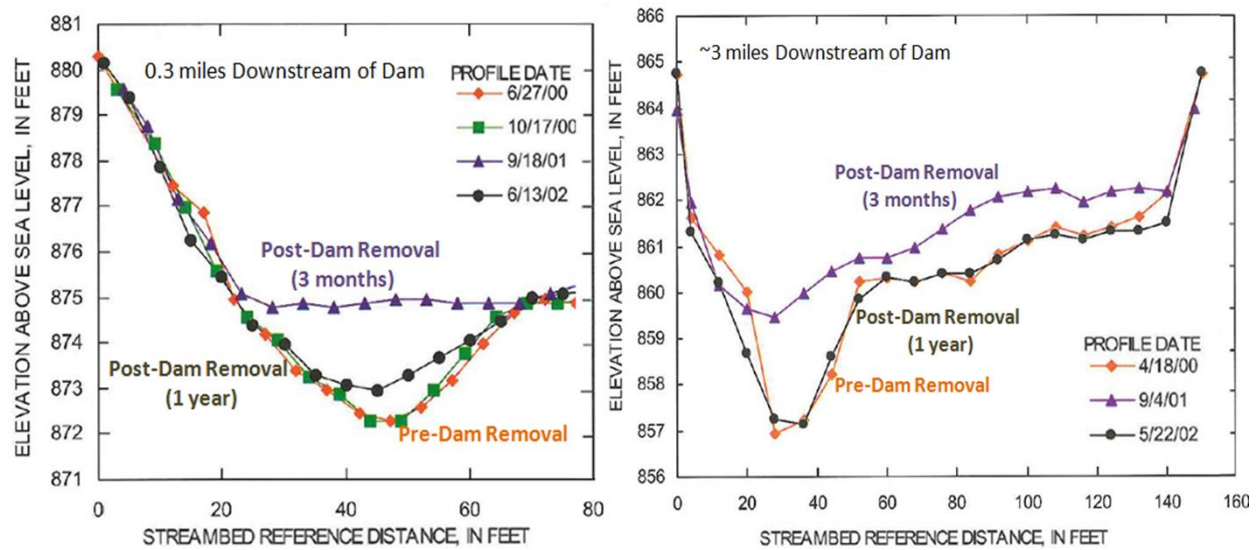 0.3 miles Downstream of Dam
PROFILE DATE
6/27/00
10/17/00
9/18/01
6/13/02
Post-Dam Removal
(3 months)
Post-Dam Removal
(1 year)
Pre-Dam Removal
ELEVATION ABOVE SEA LEVEL, IN FEET
881
880
879
878
877
876
875
874
873
872
871
0
20
40
60
80
STREAMBED REFERENCE DISTANCE, IN FEET
~3 miles Downstream of Dam
Post-Dam Removal
(3 months)
Post-Dam Removal
(1 year)
Pre-Dam Removal
PROFILE DATE
4/18/00
9/4/01
5/22/02
ELEVATION ABOVE SEA LEVEL, IN FEET
866
865
864
863
862
861
860
859
858
857
856
0
20
40
60
80
100
120
140
160
STREAMBED REFERENCE DISTANCE, IN FEET